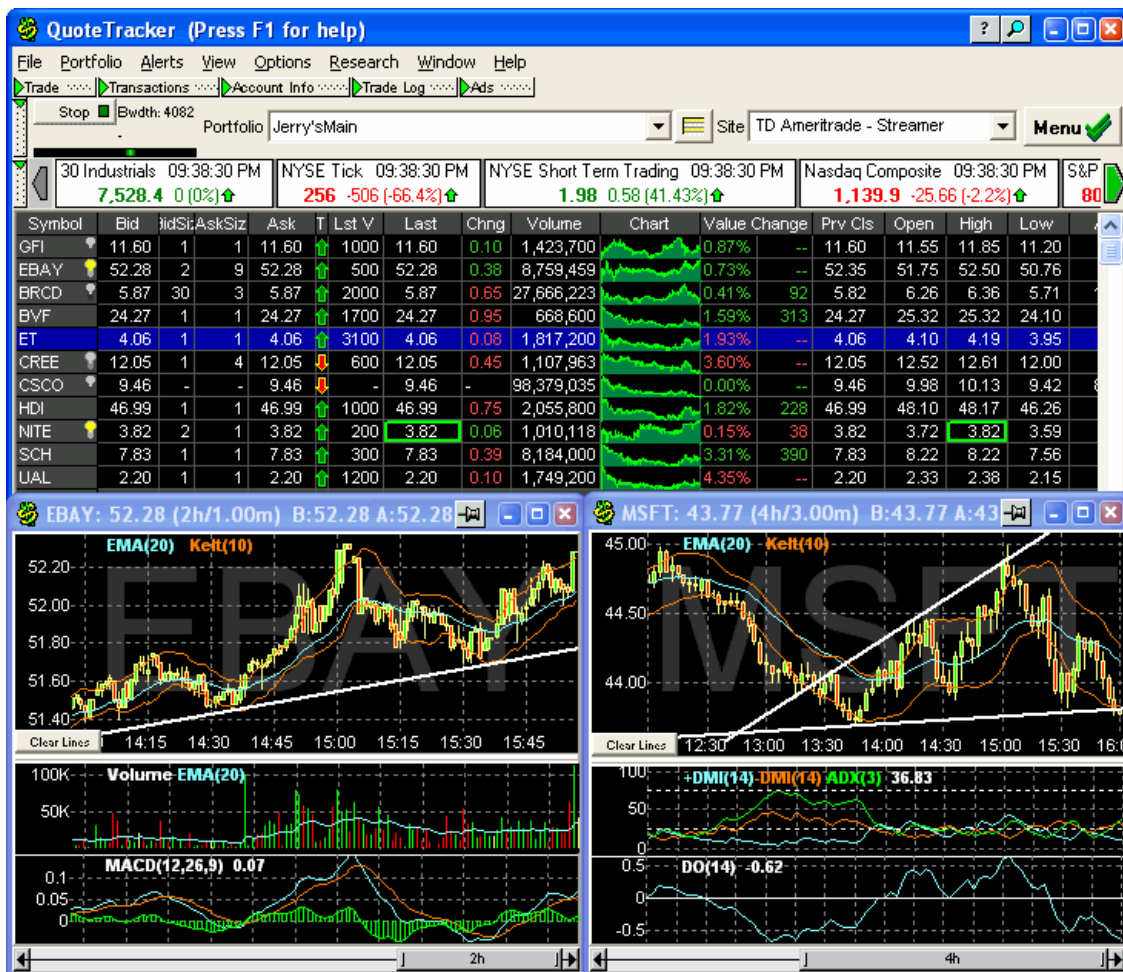 QuoteTracker (Press F1 for help)
File Portfolio Alerts View Options Research Window Help
Trade Transactions Account Info Trade Log Ads
Stop Bwdth: 4082
-
Portfolio Jerry'sMain Site TD Ameritrade - Streamer Menu
30 Industrials 09:38:30 PM NYSE Tick 09:38:30 PM NYSE Short Term Trading 09:38:30 PM Nasdaq Composite 09:38:30 PM S&P
7,528.4 0 (0%) 256 -506 (-66.4%) 1.98 0.58 (41.43%) 1,139.9 -25.66 (-2.2%) 80
Symbol Bid BidSiz AskSiz Ask T Lst V Last Chng Volume Chart Value Change Prv Cls Open High Low
GFI 11.60 1 1 11.60 1000 11.60 0.10 1,423,700 0.87% -- 11.60 11.55 11.85 11.20
EBAY 52.28 2 9 52.28 500 52.28 0.38 8,759,459 0.73% -- 52.35 51.75 52.50 50.76
BRCD 5.87 30 3 5.87 2000 5.87 0.65 27,666,223 0.41% 92 5.82 6.26 6.36 5.71
BVF 24.27 1 1 24.27 1700 24.27 0.95 668,600 1.59% 313 24.27 25.32 25.32 24.10
ET 4.06 1 1 4.06 3100 4.06 0.08 1,817,200 1.93% -- 4.06 4.10 4.19 3.95
CREE 12.05 1 4 12.05 600 12.05 0.45 1,107,963 3.60% -- 12.05 12.52 12.61 12.00
CSCO 9.46 - - 9.46 - 9.46 - 98,379,035 0.00% -- 9.46 9.98 10.13 9.42
HDI 46.99 1 1 46.99 1000 46.99 0.75 2,055,800 1.82% 228 46.99 48.10 48.17 46.26
NITE 3.82 2 1 3.82 200 3.82 0.06 1,010,118 0.15% 38 3.82 3.72 3.82 3.59
SCH 7.83 1 1 7.83 300 7.83 0.39 8,184,000 3.31% 390 7.83 8.22 8.22 7.56
UAL 2.20 1 1 2.20 1200 2.20 0.10 1,749,200 4.35% -- 2.20 2.33 2.38 2.15
EBAY: 52.28 (2h/1.00m) B:52.28 A:52.28
EMA(20) Kelt(10)
EBAY
52.20
52.00
51.80
51.60
51.40
Clear Lines 14:15 14:30 14:45 15:00 15:15 15:30 15:45
Volume EMA(20)
100K
50K
MACD(12,26,9) 0.07
0.1
0.05
0
2h
MSFT: 43.77 (4h/3.00m) B:43.77 A:43
EMA(20) Kelt(10)
MSFT
45.00
44.50
44.00
Clear Lines 12:30 13:00 13:30 14:00 14:30 15:00 15:30 16:0
+DMI(14) -DMI(14) ADX(3) 36.83
100
50
0
DO(14) -0.62
0.5
0
-0.5
4h